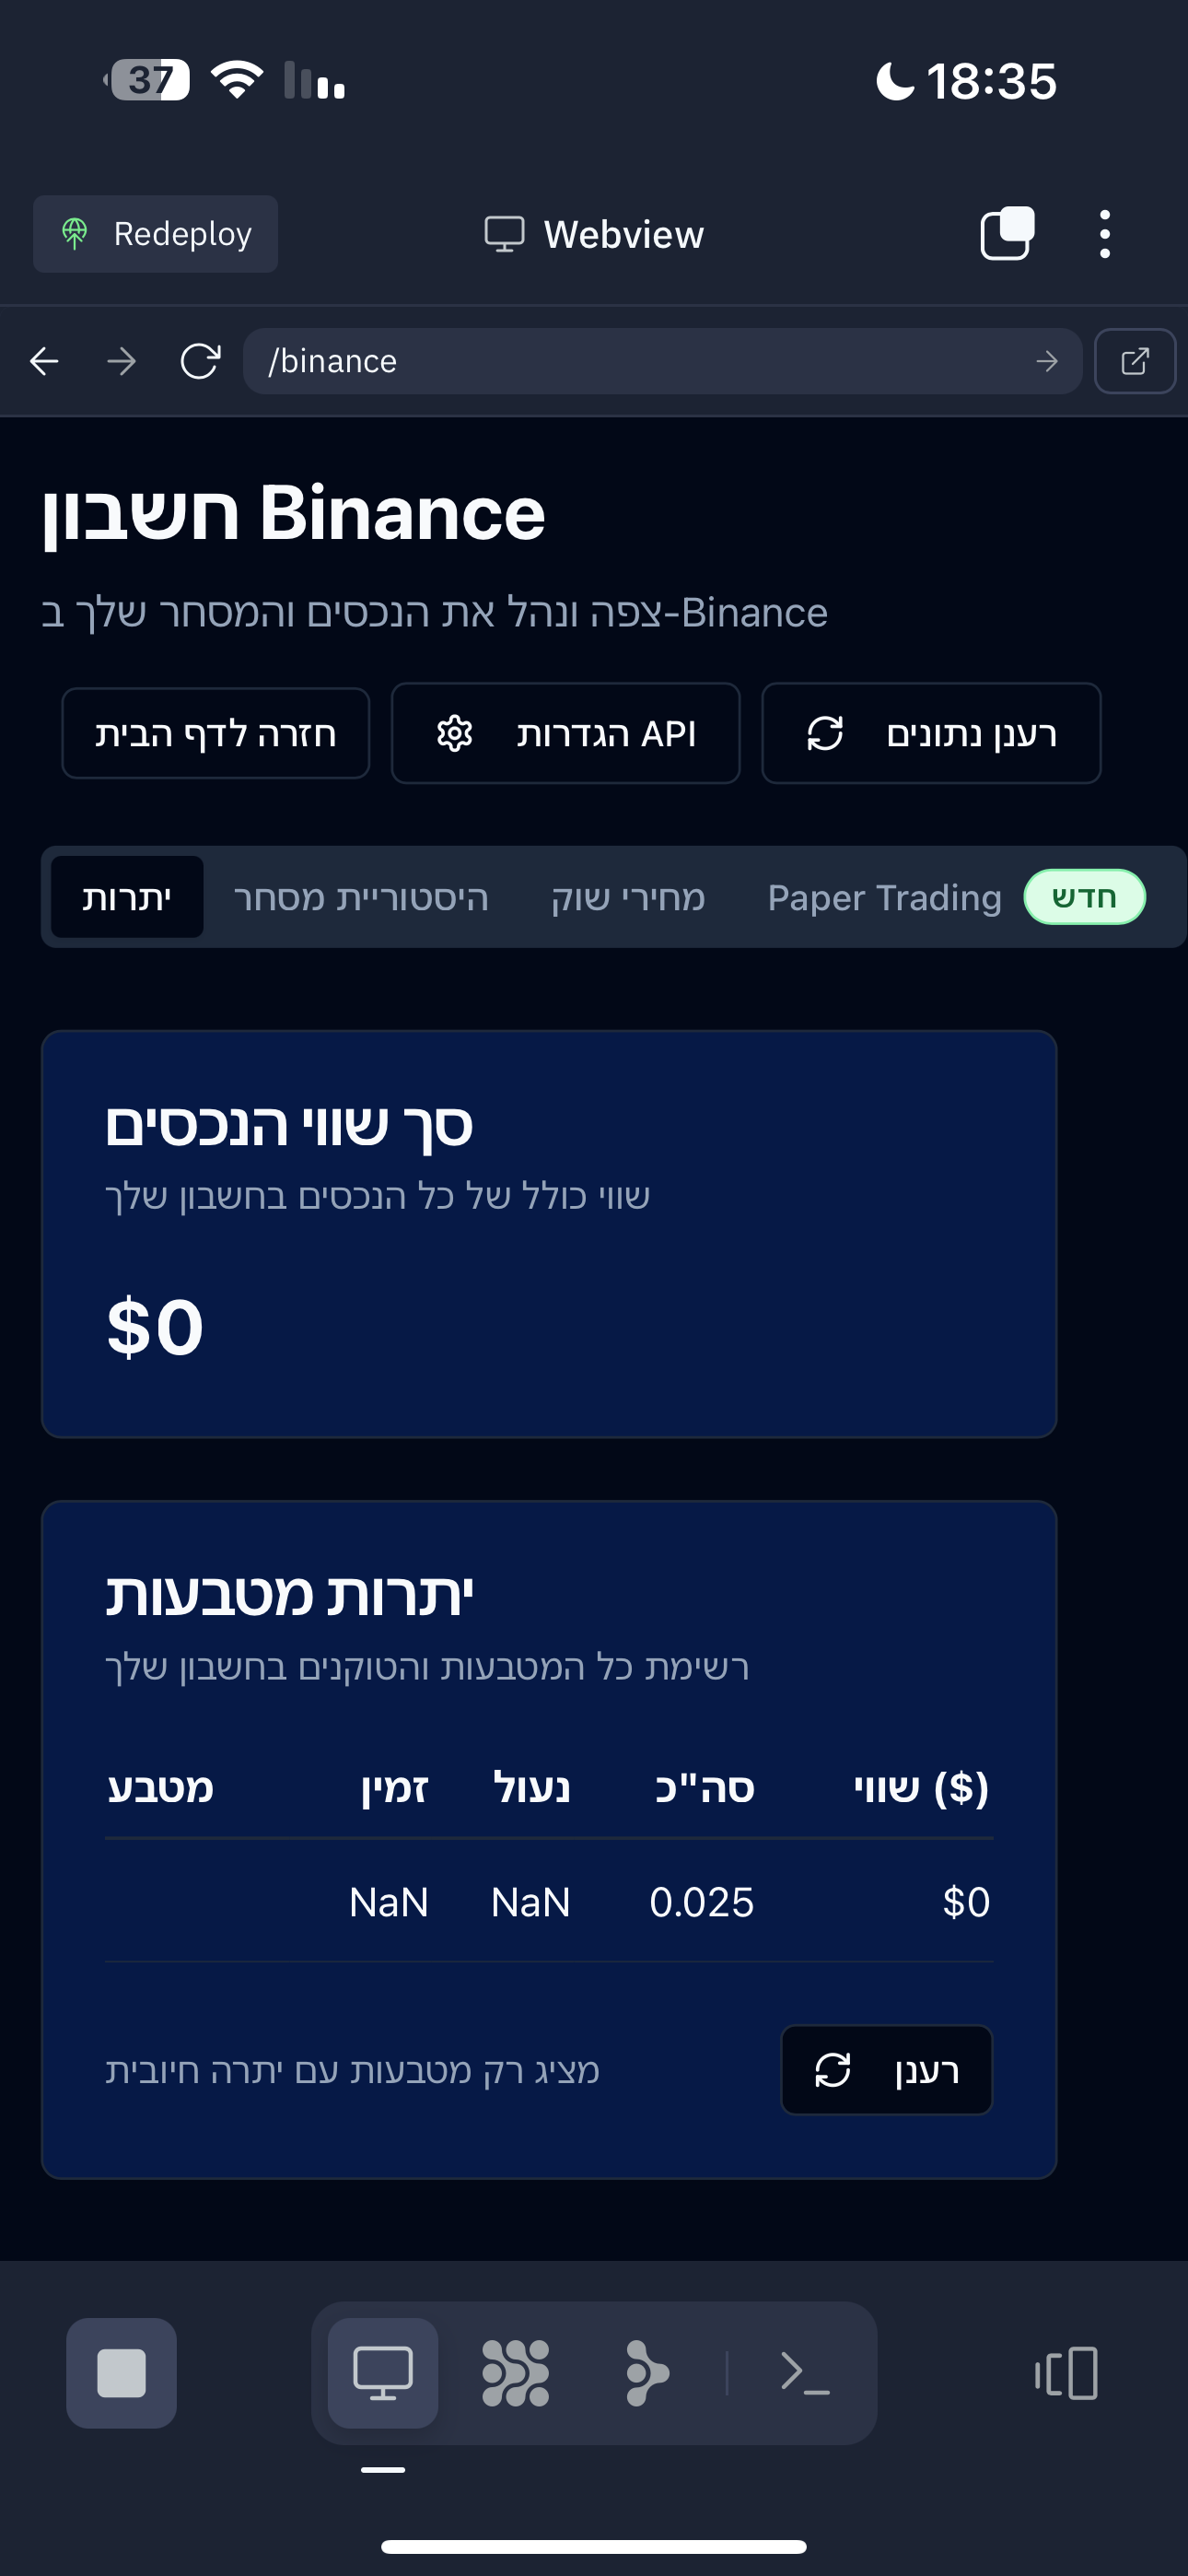 37
18:35
Redeploy
Webview
/binance
חשבון Binance
צפה ונהל את הנכסים והמסחר שלך ב-Binance
חזרה לדף הבית
הגדרות API
רענן נתונים
יתרות
היסטוריית מסחר
מחירי שוק
Paper Trading
חדש
סך שווי הנכסים
שווי כולל של כל הנכסים בחשבון שלך
$0
יתרות מטבעות
רשימת כל המטבעות והטוקנים בחשבון שלך
מטבע זמין נעול סה"כ שווי ($)
NaN NaN 0.025 $0
מציג רק מטבעות עם יתרה חיובית
רענן